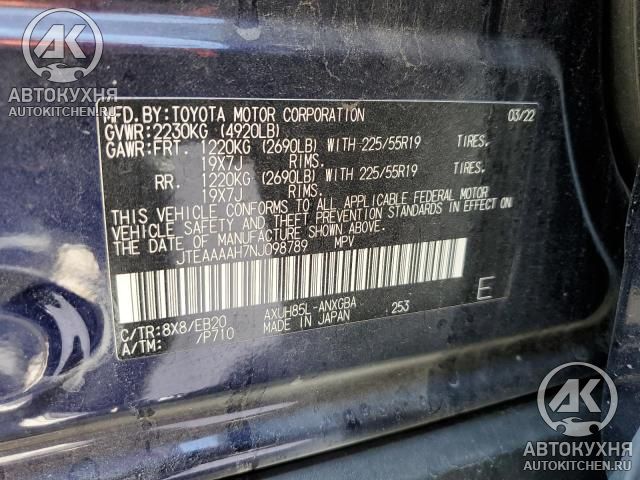 AK
АВТОКУХНЯ
AUTOKITCHEN.RU
MFD.BY:TOYOTA MOTOR CORPORATION 03/22
GVWR:2230KG (4920LB)
GAWR:FRT. 1220KG (2690LB) WITH 225/55R19 TIRES.
19X7J RIMS.
RR. 1220KG (2690LB) WITH 225/55R19 TIRES.
19X7J RIMS.
THIS VEHICLE CONFORMS TO ALL APPLICABLE FEDERAL MOTOR
VEHICLE SAFETY AND THEFT PREVENTION STANDARDS IN EFFECT ON
THE DATE OF MANUFACTURE SHOWN ABOVE.
JTEAAAAH7NJ098789 MPV
E
C/TR:8X8/EB20 AXUH85L-ANXGBA 253
A/TM: /P710 MADE IN JAPAN
AK
АВТОКУХНЯ
AUTOKITCHEN.RU